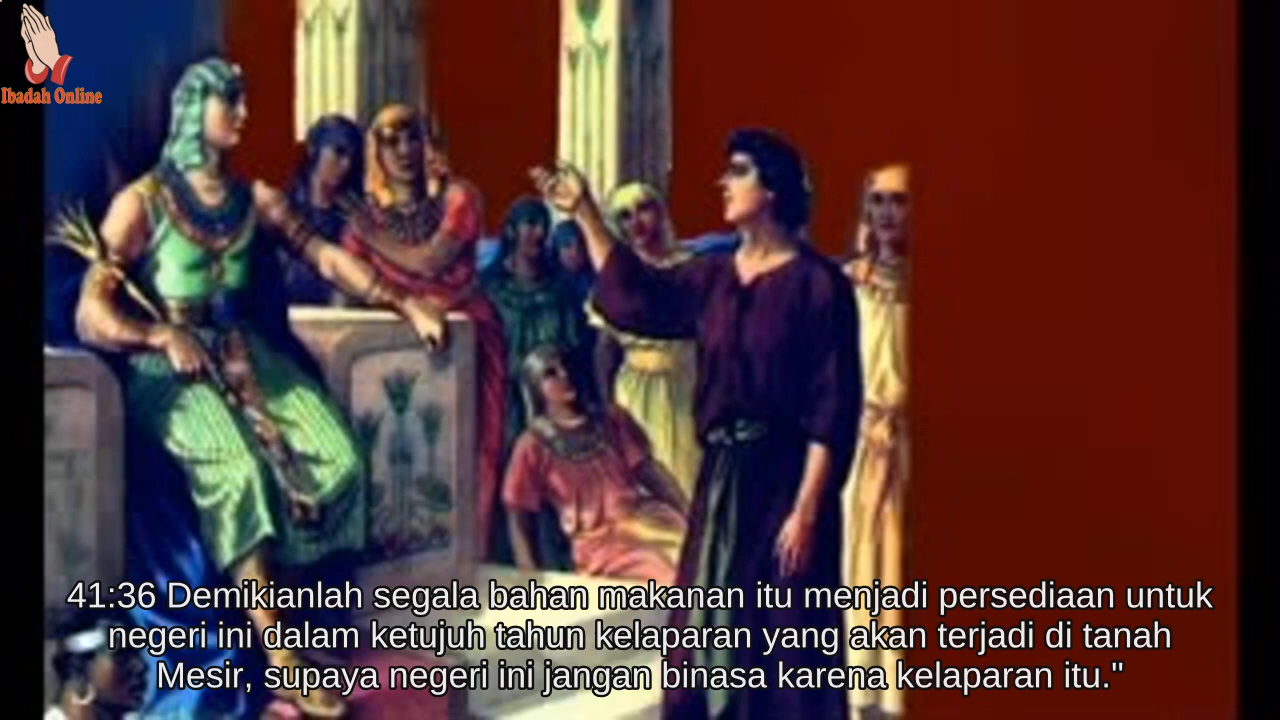 Ibadah Online
41:36 Demikianlah segala bahan makanan itu menjadi persediaan untuk
negeri ini dalam ketujuh tahun kelaparan yang akan terjadi di tanah
Mesir, supaya negeri ini jangan binasa karena kelaparan itu."